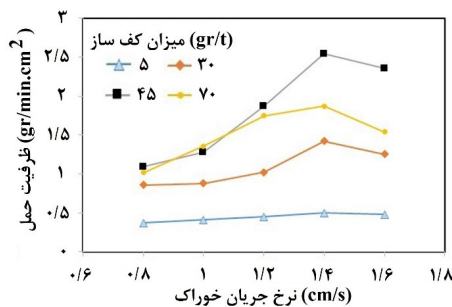 میزان کف ساز (gr/t)
۵ ۳۰
۴۵ ۷۰
ظرفیت حمل (gr/min.cm²)
۳
۲/۵
۲
۱/۵
۱
۰/۵
۰
۰/۶ ۰/۸ ۱ ۱/۲ ۱/۴ ۱/۶ ۱/۸
نرخ جریان خوراک (cm/s)